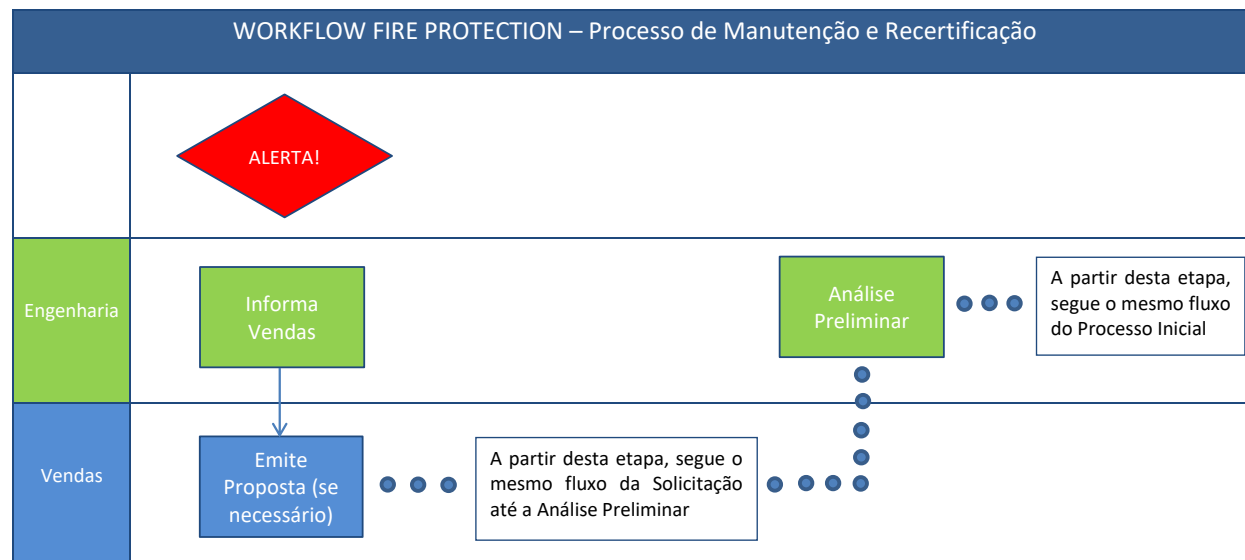 WORKFLOW FIRE PROTECTION – Processo de Manutenção e Recertificação
ALERTA!
Engenharia
Informa
Vendas
Análise
Preliminar
A partir desta etapa,
segue o mesmo fluxo
do Processo Inicial
Vendas
Emite
Proposta (se
necessário)
A partir desta etapa, segue o
mesmo fluxo da Solicitação
até a Análise Preliminar